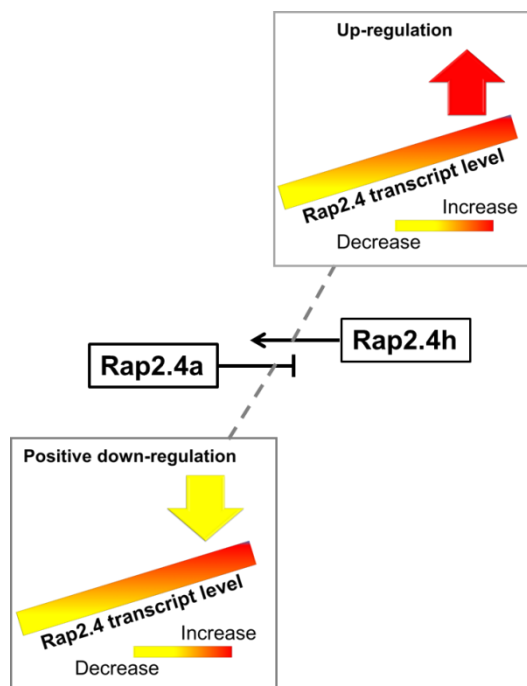 Up-regulation
Rap2.4 transcript level
Increase
Decrease
Rap2.4h
Rap2.4a
Positive down-regulation
Rap2.4 transcript level
Increase
Decrease